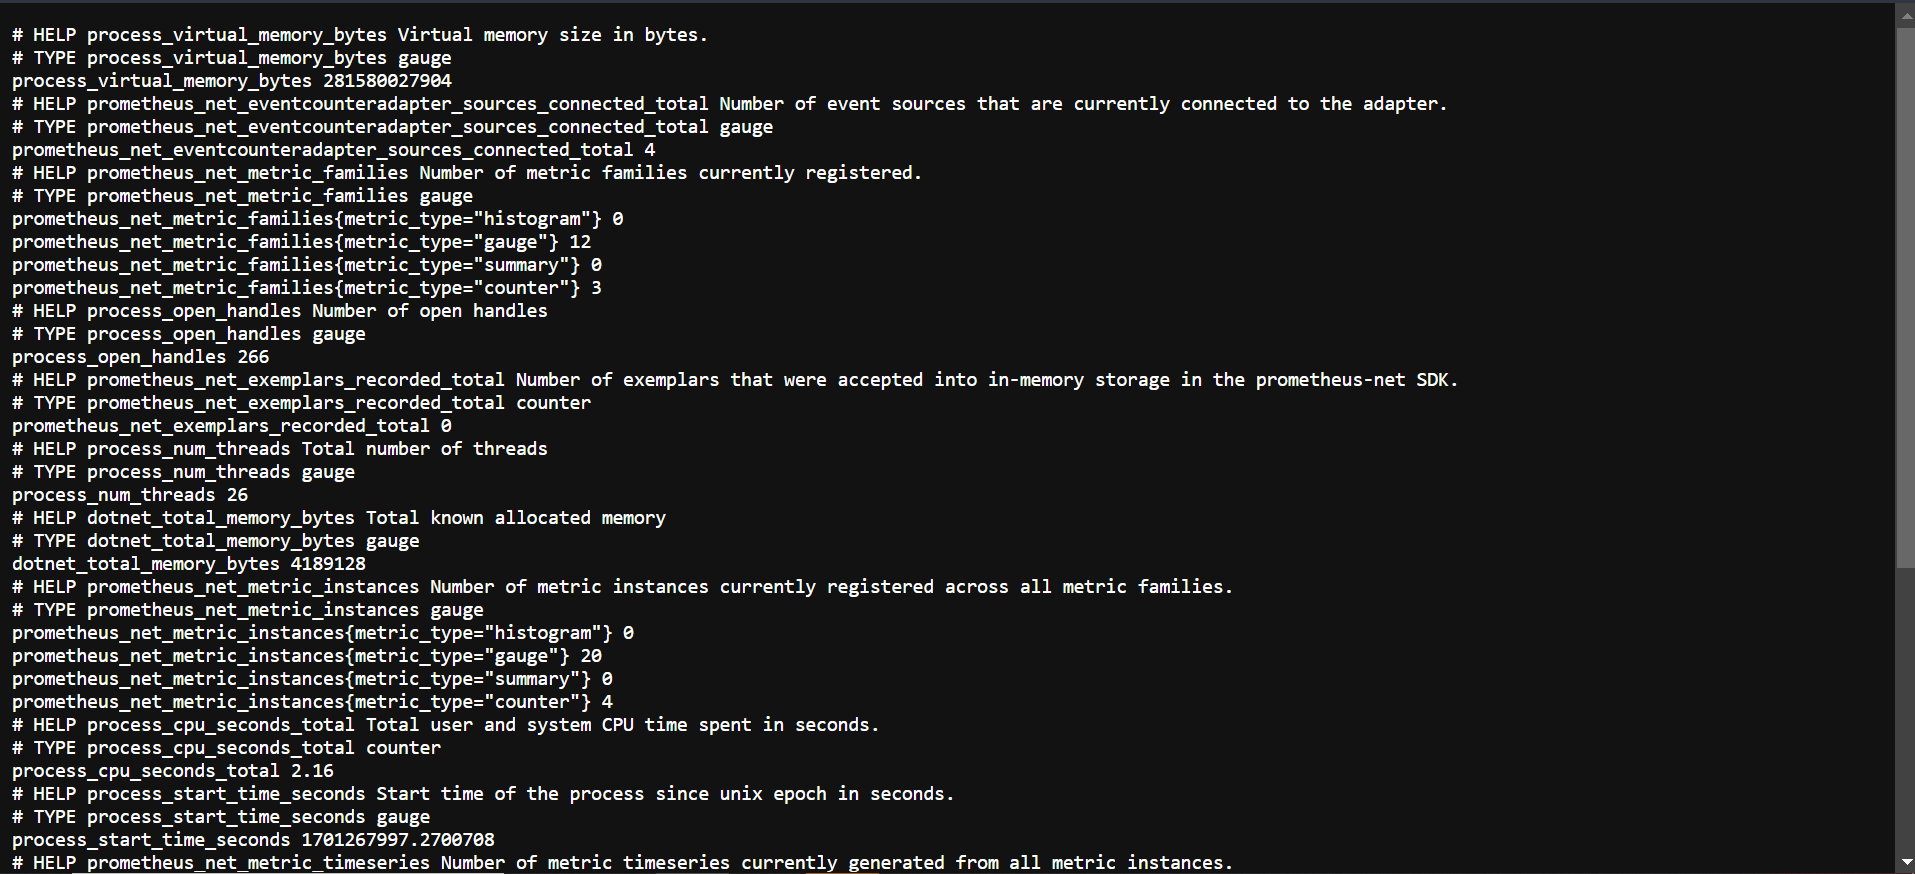 # HELP process_virtual_memory_bytes Virtual memory size in bytes.
# TYPE process_virtual_memory_bytes gauge
process_virtual_memory_bytes 281580027904
# HELP prometheus_net_eventcounteradapter_sources_connected_total Number of event sources that are currently connected to the adapter.
# TYPE prometheus_net_eventcounteradapter_sources_connected_total gauge
prometheus_net_eventcounteradapter_sources_connected_total 4
# HELP prometheus_net_metric_families Number of metric families currently registered.
# TYPE prometheus_net_metric_families gauge
prometheus_net_metric_families{metric_type="histogram"} 0
prometheus_net_metric_families{metric_type="gauge"} 12
prometheus_net_metric_families{metric_type="summary"} 0
prometheus_net_metric_families{metric_type="counter"} 3
# HELP process_open_handles Number of open handles
# TYPE process_open_handles gauge
process_open_handles 266
# HELP prometheus_net_exemplars_recorded_total Number of exemplars that were accepted into in-memory storage in the prometheus-net SDK.
# TYPE prometheus_net_exemplars_recorded_total counter
prometheus_net_exemplars_recorded_total 0
# HELP process_num_threads Total number of threads
# TYPE process_num_threads gauge
process_num_threads 26
# HELP dotnet_total_memory_bytes Total known allocated memory
# TYPE dotnet_total_memory_bytes gauge
dotnet_total_memory_bytes 4189128
# HELP prometheus_net_metric_instances Number of metric instances currently registered across all metric families.
# TYPE prometheus_net_metric_instances gauge
prometheus_net_metric_instances{metric_type="histogram"} 0
prometheus_net_metric_instances{metric_type="gauge"} 20
prometheus_net_metric_instances{metric_type="summary"} 0
prometheus_net_metric_instances{metric_type="counter"} 4
# HELP process_cpu_seconds_total Total user and system CPU time spent in seconds.
# TYPE process_cpu_seconds_total counter
process_cpu_seconds_total 2.16
# HELP process_start_time_seconds Start time of the process since unix epoch in seconds.
# TYPE process_start_time_seconds gauge
process_start_time_seconds 1701267997.2700708
# HELP prometheus_net_metric_timeseries Number of metric timeseries currently generated from all metric instances.